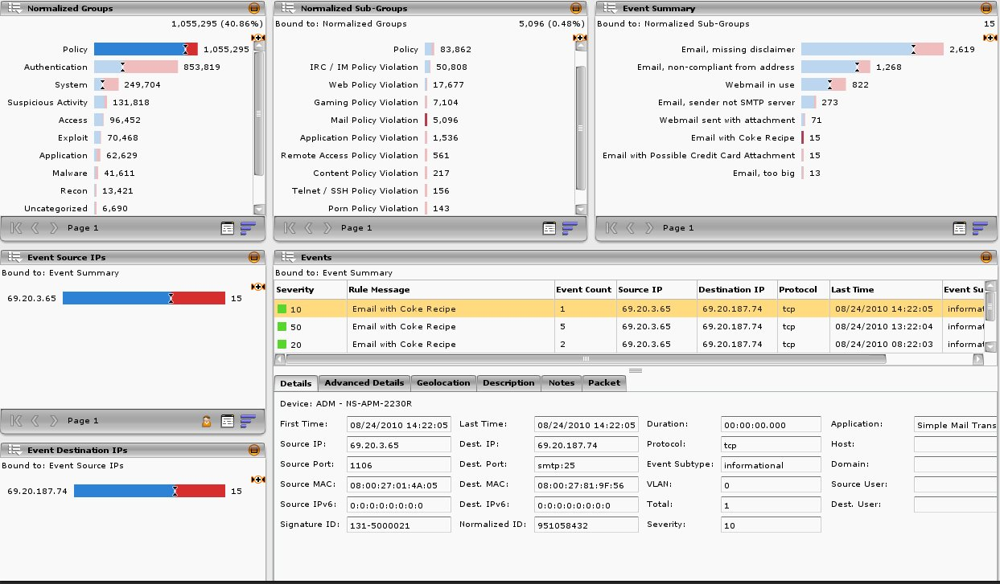 Normalized Groups
1,055,295 (40.86%)
Policy 1,055,295
Authentication 853,819
System 249,704
Suspicious Activity 131,818
Access 96,452
Exploit 70,468
Application 62,629
Malware 41,611
Recon 13,421
Uncategorized 6,690
Page 1
Normalized Sub-Groups
Bound to: Normalized Groups 5,096 (0.48%)
Policy 83,862
IRC / IM Policy Violation 50,808
Web Policy Violation 17,677
Gaming Policy Violation 7,104
Mail Policy Violation 5,096
Application Policy Violation 1,536
Remote Access Policy Violation 561
Content Policy Violation 217
Telnet / SSH Policy Violation 156
Porn Policy Violation 143
Page 1
Event Summary
Bound to: Normalized Sub-Groups 15
Email, missing disclaimer 2,619
Email, non-compliant from address 1,268
Webmail in use 822
Email, sender not SMTP server 273
Webmail sent with attachment 71
Email with Coke Recipe 15
Email with Possible Credit Card Attachment 15
Email, too big 13
Page 1
Event Source IPs
Bound to: Event Summary
69.20.3.65 15
Page 1
Event Destination IPs
Bound to: Event Source IPs
69.20.187.74 15
Events
Bound to: Event Summary
Severity Rule Message Event Count Source IP Destination IP Protocol Last Time Event Su
10 Email with Coke Recipe 1 69.20.3.65 69.20.187.74 tcp 08/24/2010 14:22:05 informat
50 Email with Coke Recipe 5 69.20.3.65 69.20.187.74 tcp 08/24/2010 13:22:04 informat
20 Email with Coke Recipe 2 69.20.3.65 69.20.187.74 tcp 08/24/2010 08:22:03 informat
Details Advanced Details Geolocation Description Notes Packet
Device: ADM - NS-APM-2230R
First Time: 08/24/2010 14:22:05 Last Time: 08/24/2010 14:22:05 Duration: 00:00:00.000 Application: Simple Mail Trans
Source IP: 69.20.3.65 Dest. IP: 69.20.187.74 Protocol: tcp Host:
Source Port: 1106 Dest. Port: smtp:25 Event Subtype: informational Domain:
Source MAC: 08:00:27:01:4A:05 Dest. MAC: 08:00:27:81:9F:56 VLAN: 0 Source User:
Source IPv6: 0:0:0:0:0:0:0:0 Dest. IPv6: 0:0:0:0:0:0:0:0 Total: 1 Dest. User:
Signature ID: 131-5000021 Normalized ID: 951058432 Severity: 10